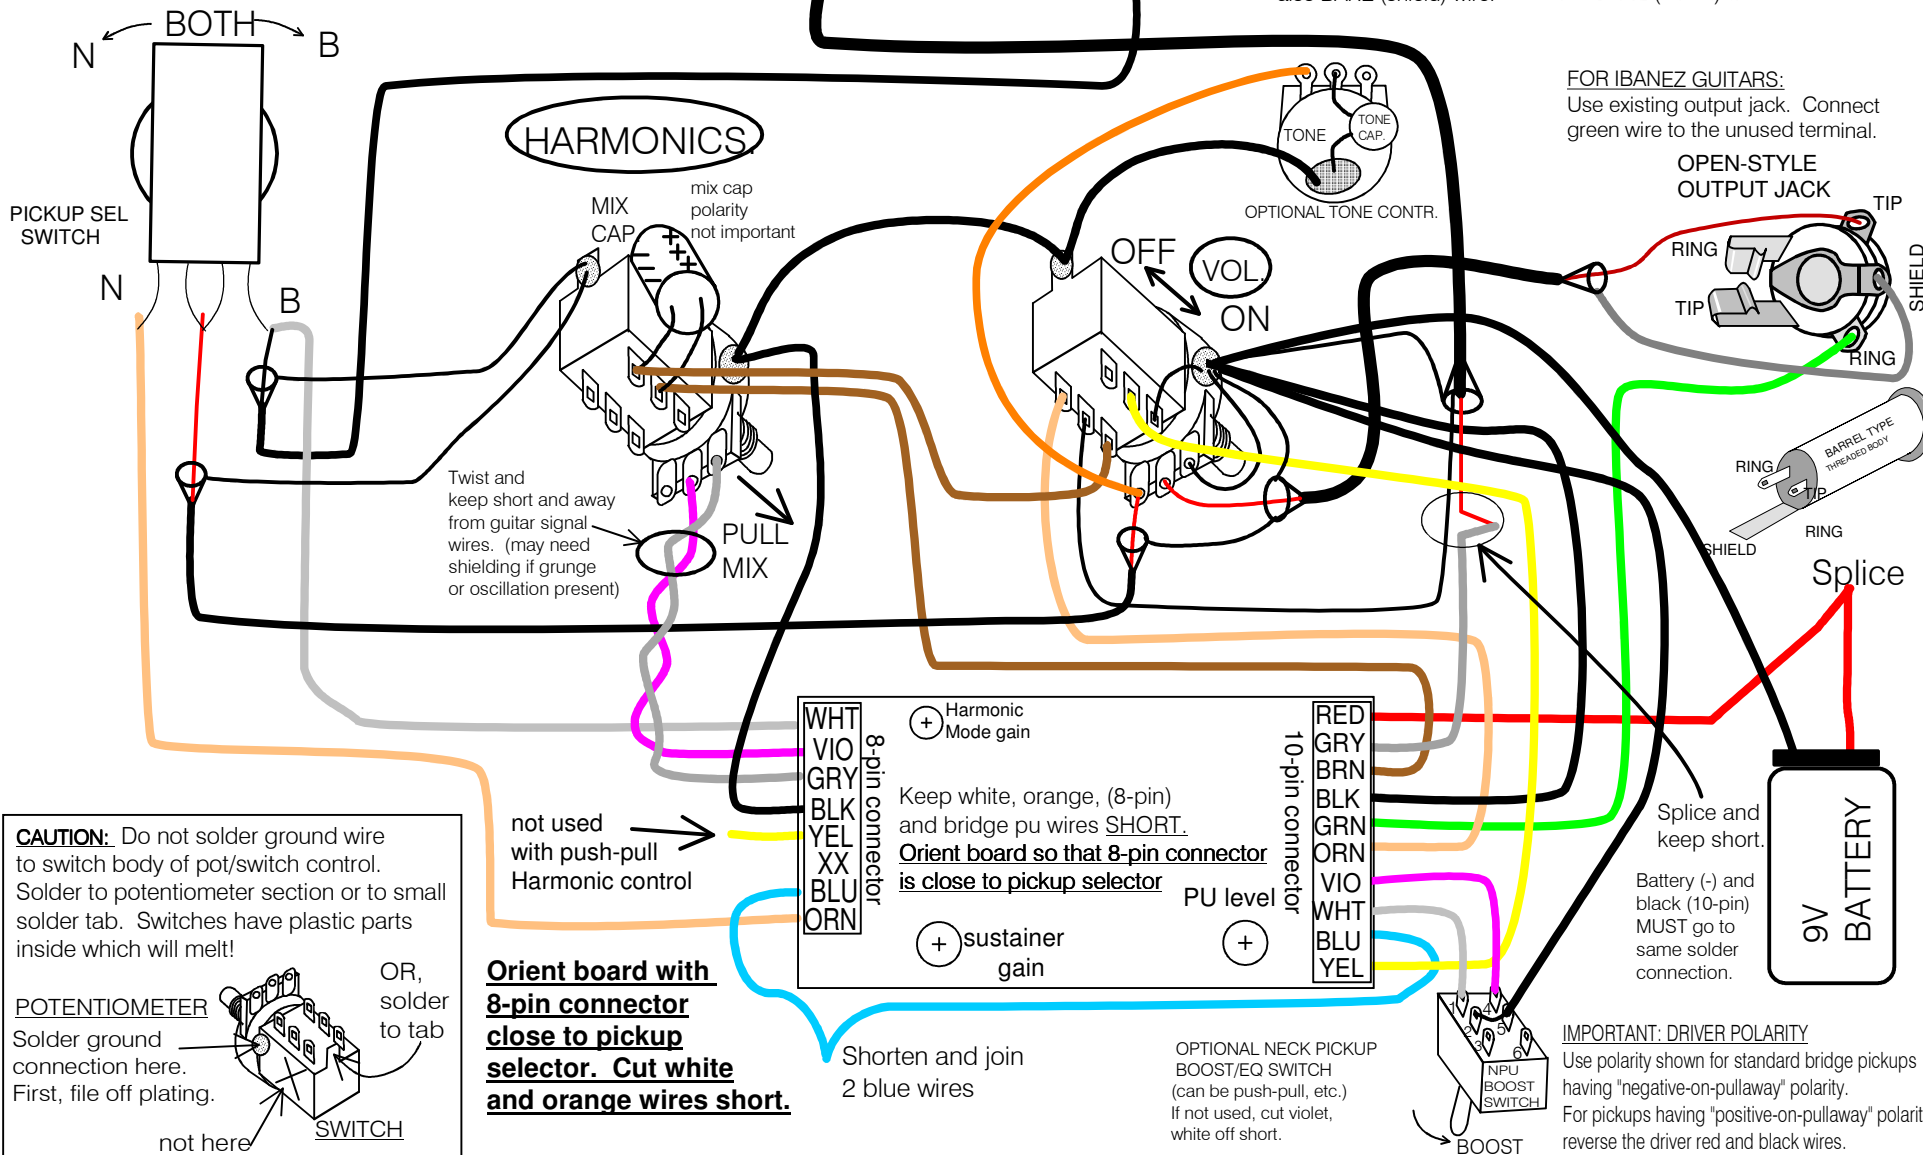 BOTH
N
B
PICKUP SEL
SWITCH
N
B
HARMONICS.
MIX
CAP.
mix cap
polarity
not important
TONE
TONE
CAP.
OPTIONAL TONE CONTR.
OFF
VOL.
ON
FOR IBANEZ GUITARS:
Use existing output jack. Connect
green wire to the unused terminal.
OPEN-STYLE
OUTPUT JACK
TIP
RING
TIP
RING
SHIELD
BARREL TYPE
THREADED BODY
RING
TIP
RING
SHIELD
Twist and
keep short and away
from guitar signal
wires. (may need
shielding if grunge
or oscillation present)
PULL
MIX
Splice
WHT
VIO
GRY
BLK
YEL
XX
BLU
ORN
8-pin connector
Harmonic
Mode gain
Keep white, orange, (8-pin)
and bridge pu wires SHORT.
Orient board so that 8-pin connector
is close to pickup selector
PU level
sustainer
gain
10-pin connector
RED
GRY
BRN
BLK
GRN
ORN
VIO
WHT
BLU
YEL
not used
with push-pull
Harmonic control
Splice and
keep short.
Battery (-) and
black (10-pin)
MUST go to
same solder
connection.
9V
BATTERY
CAUTION: Do not solder ground wire
to switch body of pot/switch control.
Solder to potentiometer section or to small
solder tab. Switches have plastic parts
inside which will melt!
POTENTIOMETER
Solder ground
connection here.
First, file off plating.
OR,
solder
to tab
not here
SWITCH
Orient board with
8-pin connector
close to pickup
selector. Cut white
and orange wires short.
Shorten and join
2 blue wires
OPTIONAL NECK PICKUP
BOOST/EQ SWITCH
(can be push-pull, etc.)
If not used, cut violet,
white off short.
1
4
2
5
3
6
NPU
BOOST
SWITCH
BOOST
IMPORTANT: DRIVER POLARITY
Use polarity shown for standard bridge pickups
having "negative-on-pullaway" polarity.
For pickups having "positive-on-pullaway" polarit
reverse the driver red and black wires.